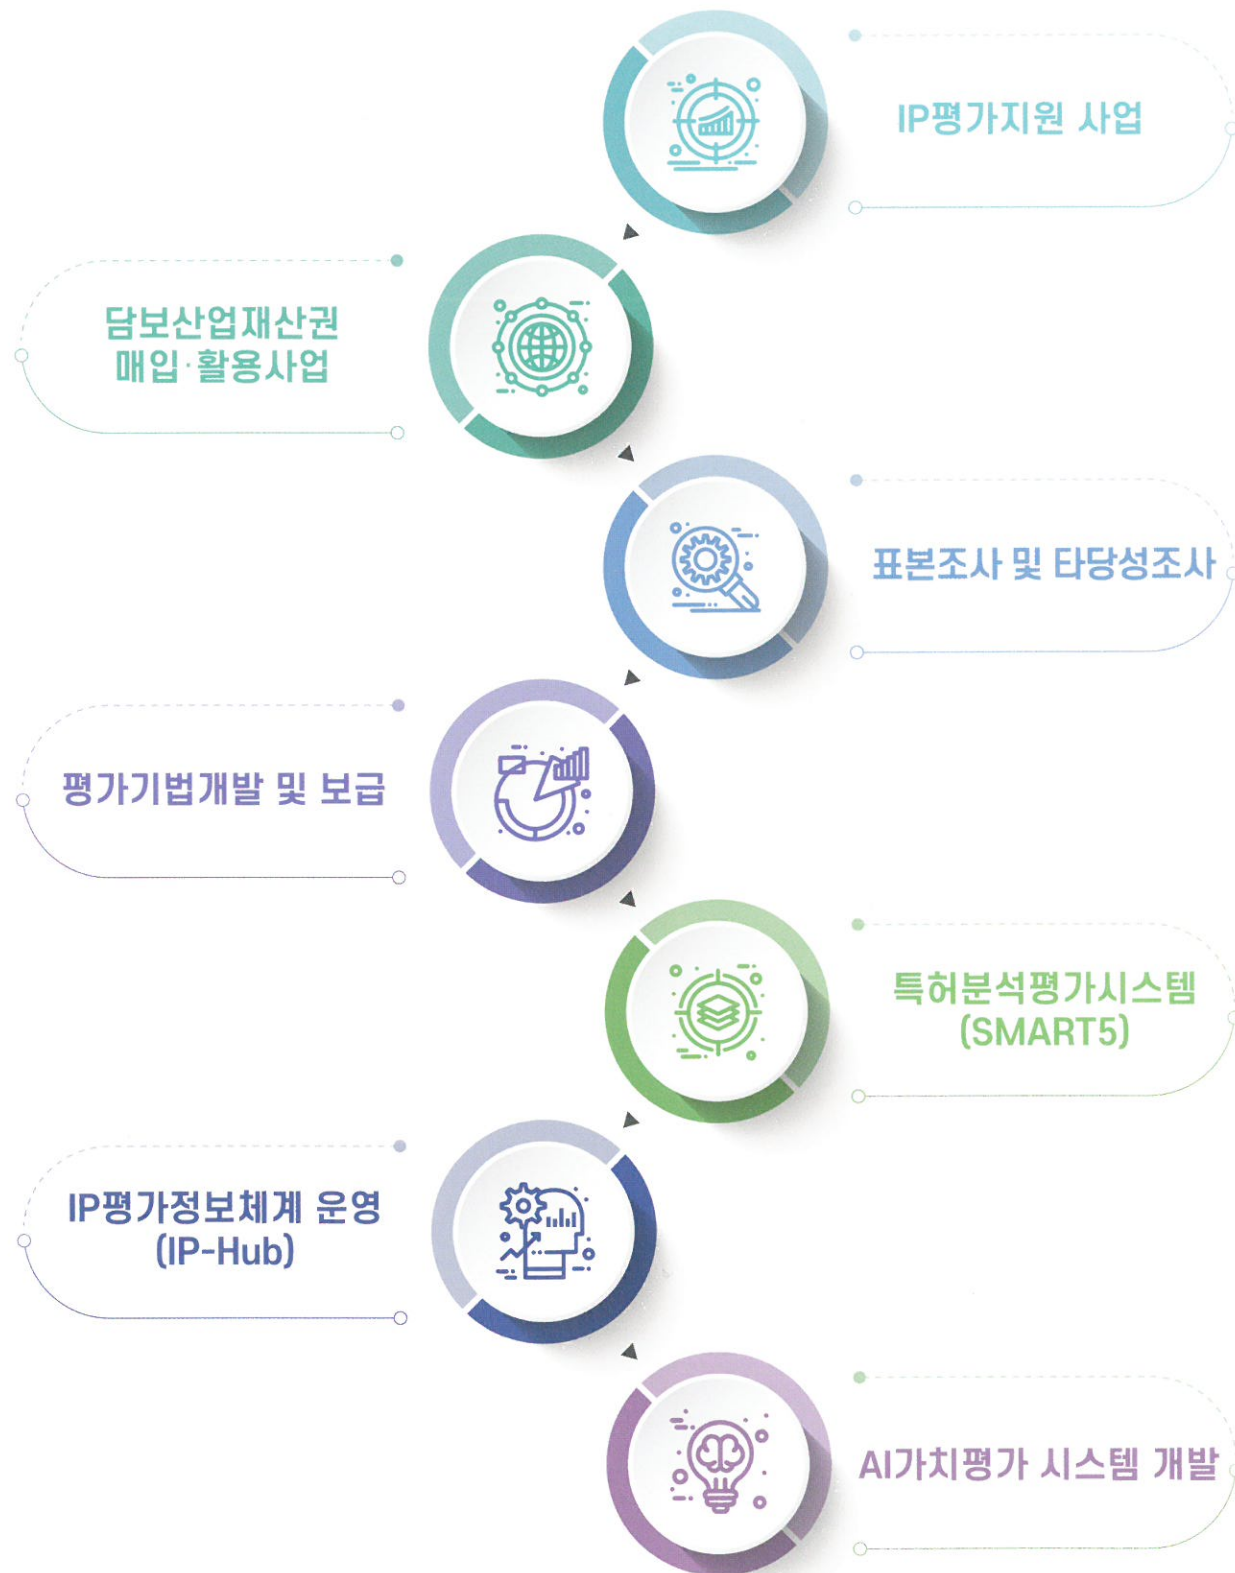 IP평가지원 사업
담보산업재산권
매입·활용사업
표본조사 및 타당성조사
평가기법개발 및 보급
특허분석평가시스템
(SMART5)
IP평가정보체계 운영
(IP-Hub)
AI가치평가 시스템 개발